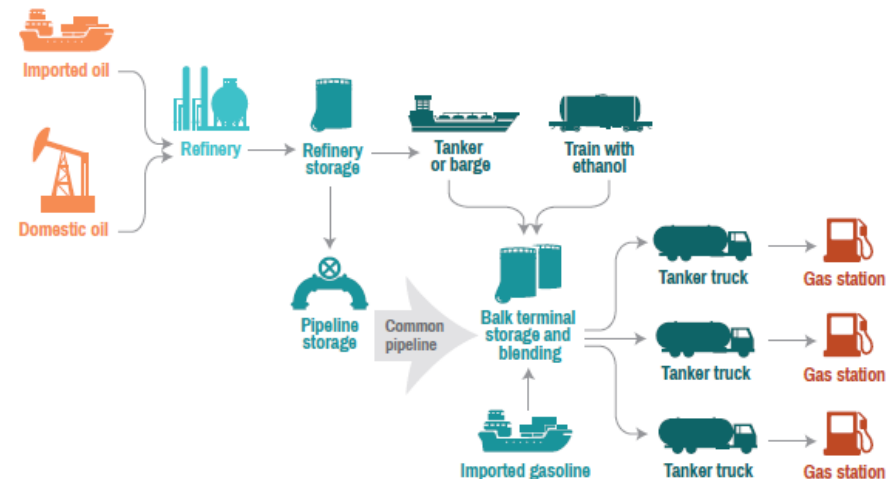 Imported oil
Refinery
Refinery
storage
Tanker
or barge
Train with
ethanol
Domestic oil
Tanker truck
Gas station
Pipeline
storage
Common
pipeline
Balk terminal
storage and
blending
Tanker truck
Gas station
Imported gasoline
Tanker truck
Gas station